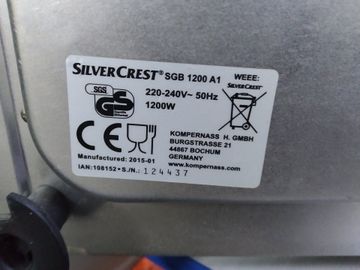 SILVERCREST® SGB 1200 A1 WEEE:
SGS
GS
220-240V~ 50Hz
1200W
CE
KOMPERNASS H. GMBH
BURGSTRASSE 21
44867 BOCHUM
GERMANY
www.kompernass.com
Manufactured: 2015-01
IAN:108152 - S./N.: 124437